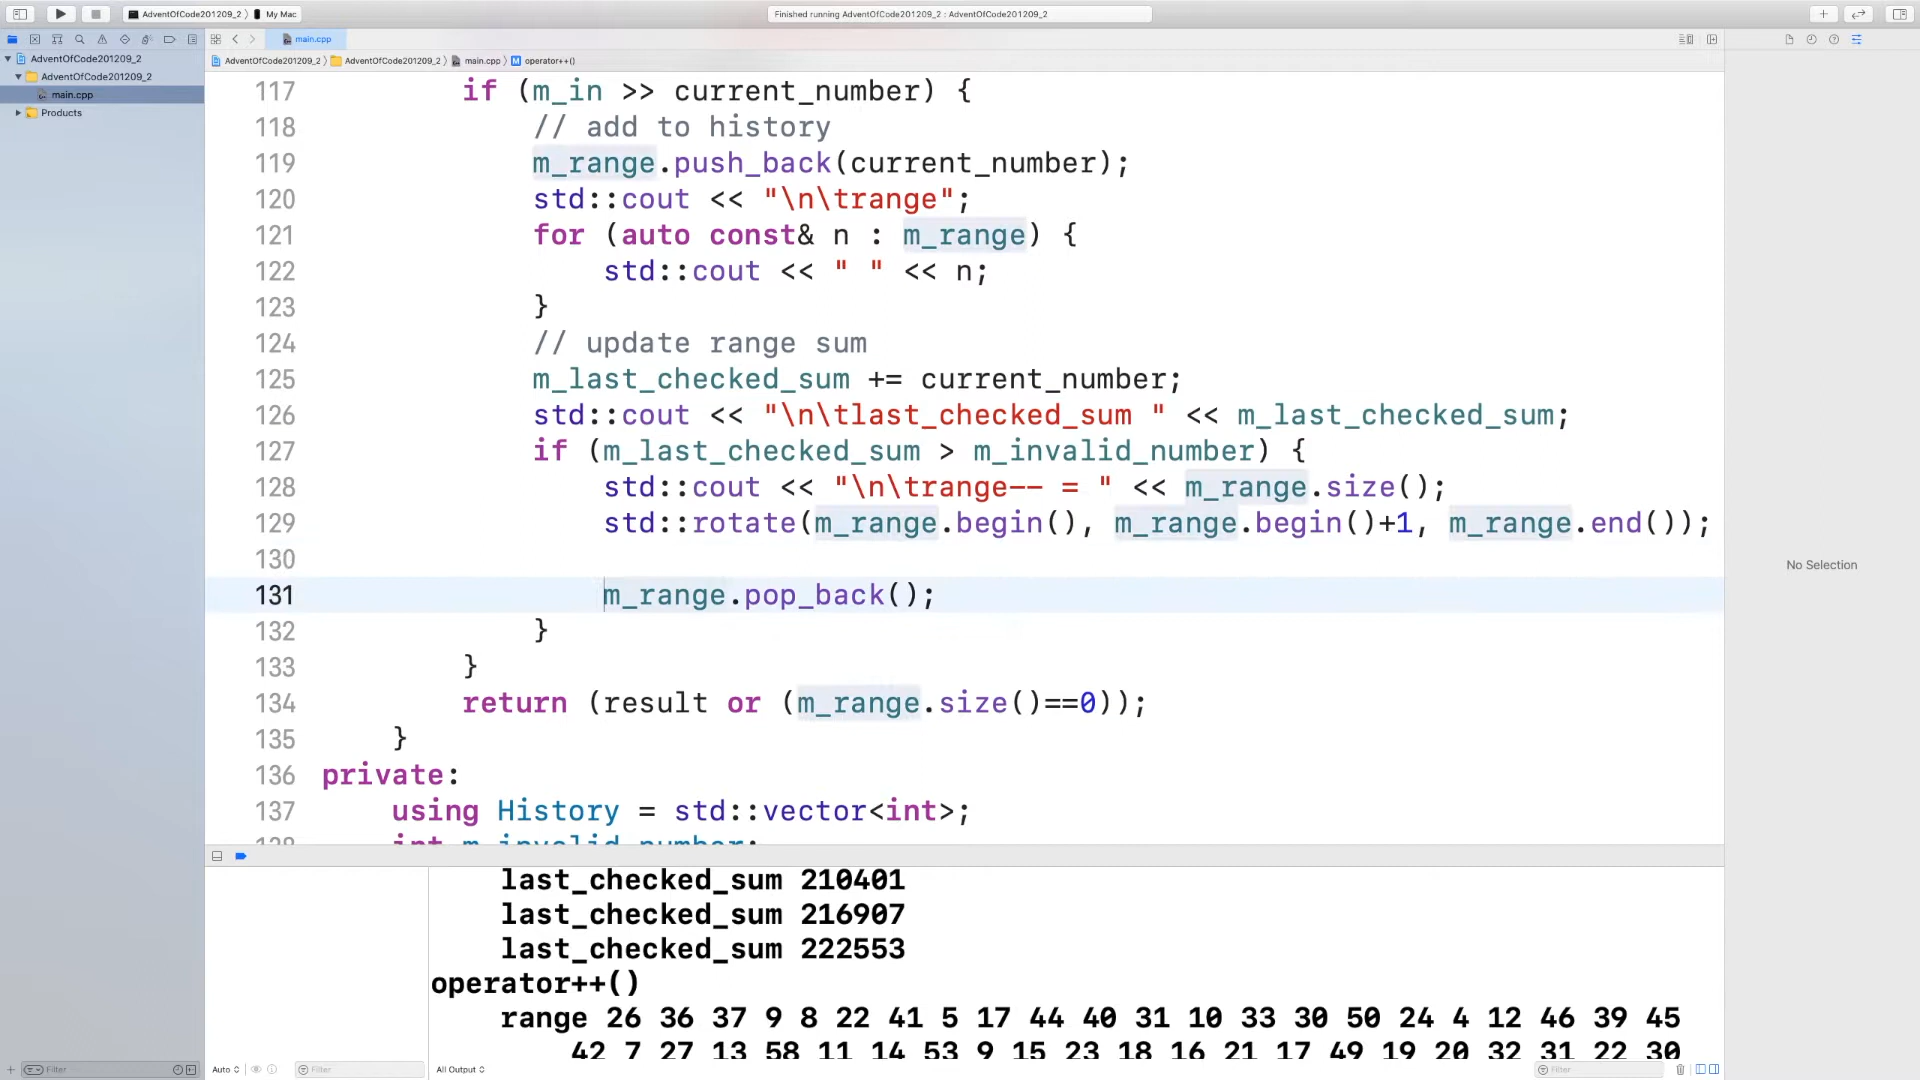 AdventOfCode201209_2 My Mac
Finished running AdventOfCode201209_2 : AdventOfCode201209_2
main.cpp
AdventOfCode201209_2
AdventOfCode201209_2
main.cpp
Products
AdventOfCode201209_2 AdventOfCode201209_2 main.cpp M operator++()
117 if (m_in >> current_number) {
118 // add to history
119 m_range.push_back(current_number);
120 std::cout << "\n\trange";
121 for (auto const& n : m_range) {
122 std::cout << " " << n;
123 }
124 // update range sum
125 m_last_checked_sum += current_number;
126 std::cout << "\n\tlast_checked_sum " << m_last_checked_sum;
127 if (m_last_checked_sum > m_invalid_number) {
128 std::cout << "\n\trange-- = " << m_range.size();
129 std::rotate(m_range.begin(), m_range.begin()+1, m_range.end());
130
131 m_range.pop_back();
132 }
133 }
134 return (result or (m_range.size()==0));
135 }
136 private:
137 using History = std::vector<int>;
138 int m_invalid_number;
No Selection
last_checked_sum 210401
last_checked_sum 216907
last_checked_sum 222553
operator++()
range 26 36 37 9 8 22 41 5 17 44 40 31 10 33 30 50 24 4 12 46 39 45
42 7 27 13 58 11 14 53 9 15 23 18 16 21 17 49 19 20 32 31 22 30
Filter
Auto
Filter
All Output
Filter